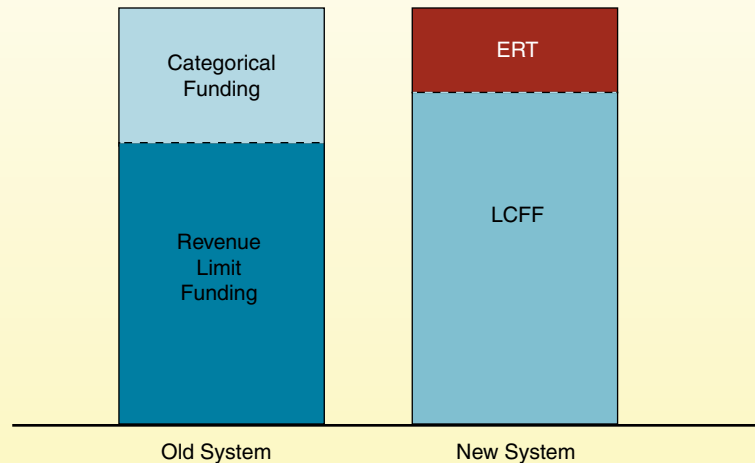 Categorical
Funding
Revenue
Limit
Funding
ERT
LCFF
Old System
New System